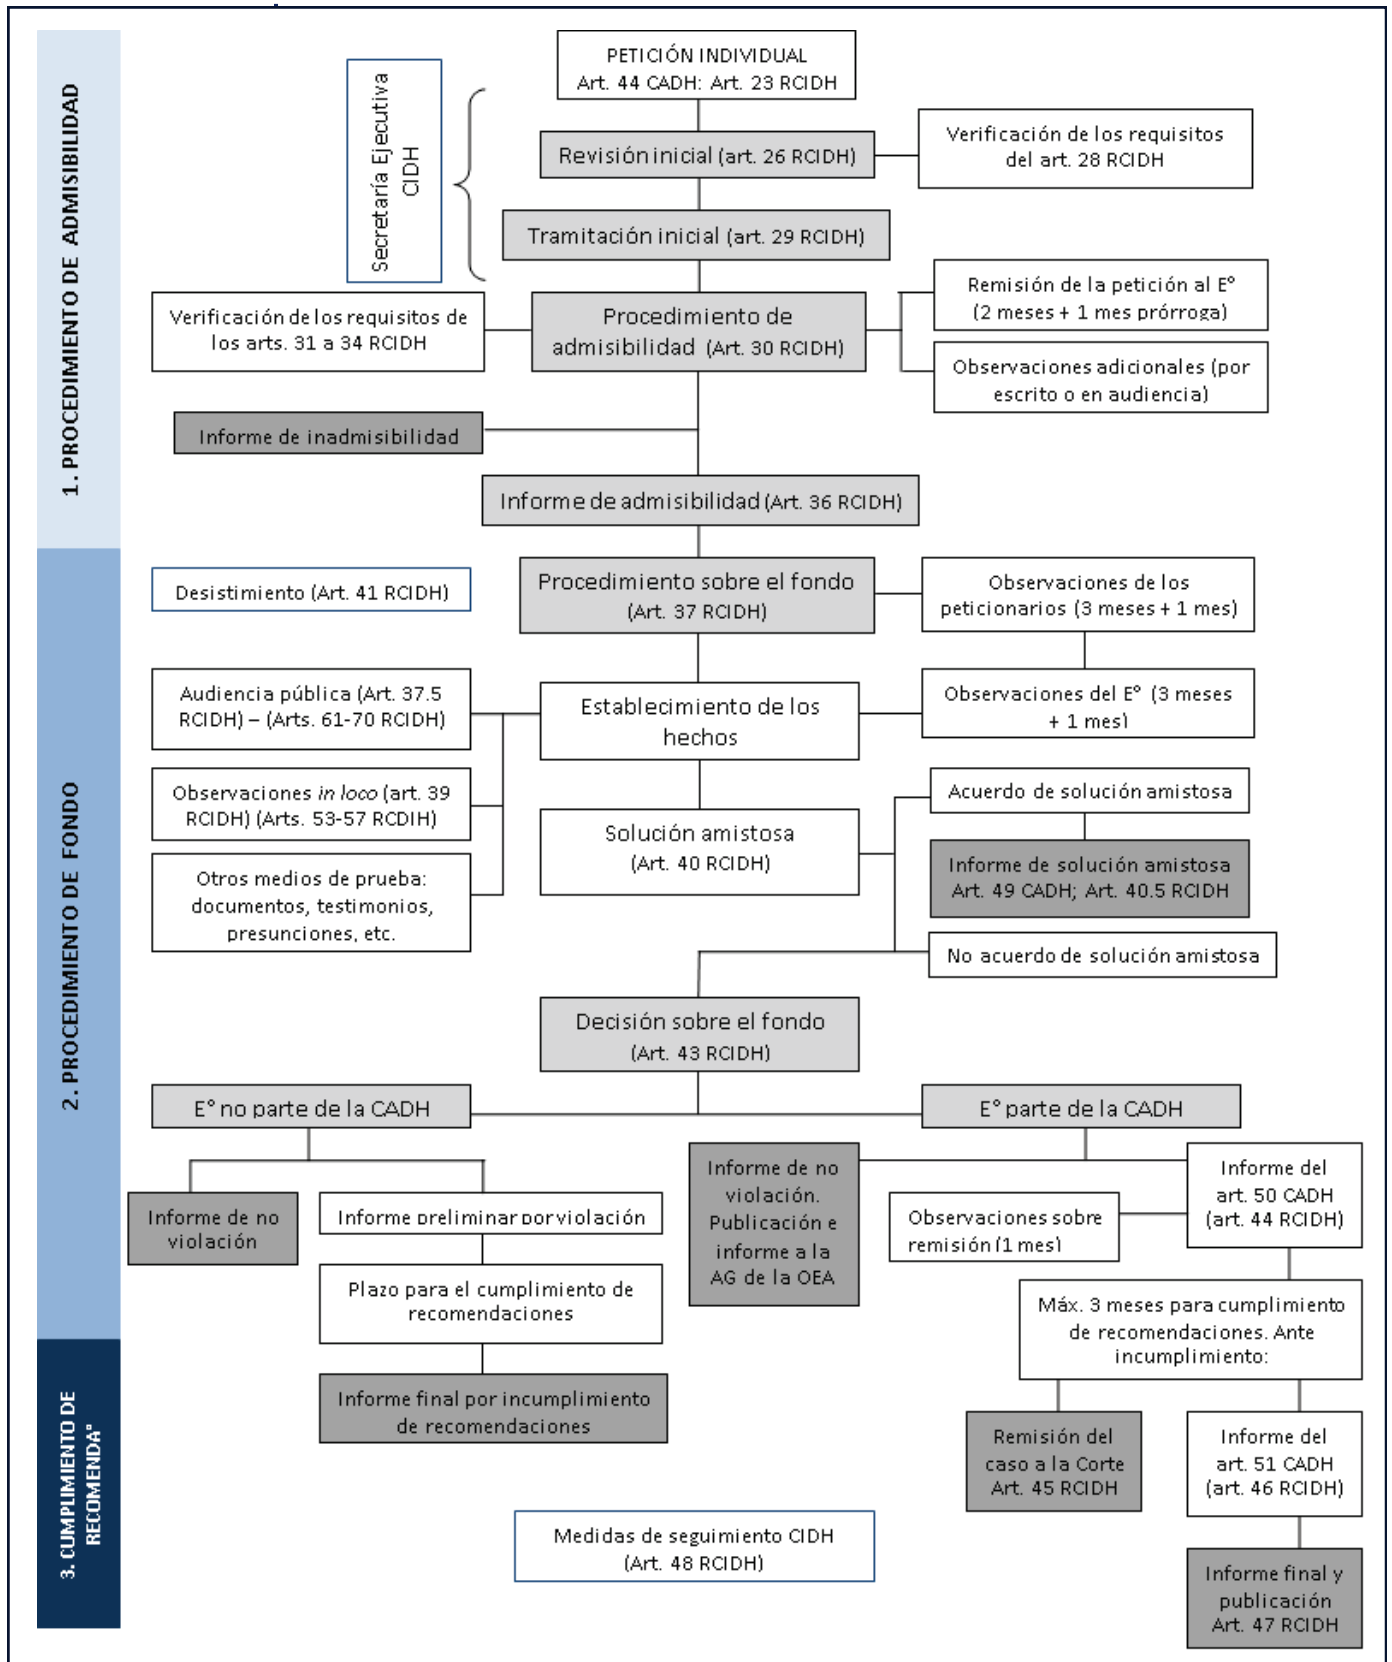 PETICIÓN INDIVIDUAL
Art. 44 CADH: Art. 23 RCIDH
1. PROCEDIMIENTO DE ADMISIBILIDAD
Secretaría Ejecutiva
CIDH
Revisión inicial (art. 26 RCIDH)
Verificación de los requisitos
del art. 28 RCIDH
Tramitación inicial (art. 29 RCIDH)
Verificación de los requisitos de
los arts. 31 a 34 RCIDH
Procedimiento de
admisibilidad (Art. 30 RCIDH)
Remisión de la petición al E°
(2 meses + 1 mes prórroga)
Observaciones adicionales (por
escrito o en audiencia)
Informe de inadmisibilidad
Informe de admisibilidad (Art. 36 RCIDH)
2. PROCEDIMIENTO DE FONDO
Desistimiento (Art. 41 RCIDH)
Procedimiento sobre el fondo
(Art. 37 RCIDH)
Observaciones de los
peticionarios (3 meses + 1 mes)
Audiencia pública (Art. 37.5
RCIDH) – (Arts. 61-70 RCIDH)
Establecimiento de los
hechos
Observaciones del E° (3 meses
+ 1 mes)
Observaciones in loco (art. 39
RCIDH) (Arts. 53-57 RCDIH)
Solución amistosa
(Art. 40 RCIDH)
Acuerdo de solución amistosa
Informe de solución amistosa
Art. 49 CADH; Art. 40.5 RCIDH
Otros medios de prueba:
documentos, testimonios,
presunciones, etc.
No acuerdo de solución amistosa
Decisión sobre el fondo
(Art. 43 RCIDH)
E° no parte de la CADH
E° parte de la CADH
Informe de no
violación
Informe preliminar por violación
Plazo para el cumplimiento de
recomendaciones
Informe de no
violación.
Publicación e
informe a la
AG de la OEA
Observaciones sobre
remisión (1 mes)
Informe del
art. 50 CADH
(art. 44 RCIDH)
Máx. 3 meses para cumplimiento
de recomendaciones. Ante
incumplimiento:
3. CUMPLIMIENTO DE
RECOMENDAª
Informe final por incumplimiento
de recomendaciones
Remisión del
caso a la Corte
Art. 45 RCIDH
Informe del
art. 51 CADH
(art. 46 RCIDH)
Medidas de seguimiento CIDH
(Art. 48 RCIDH)
Informe final y
publicación
Art. 47 RCIDH